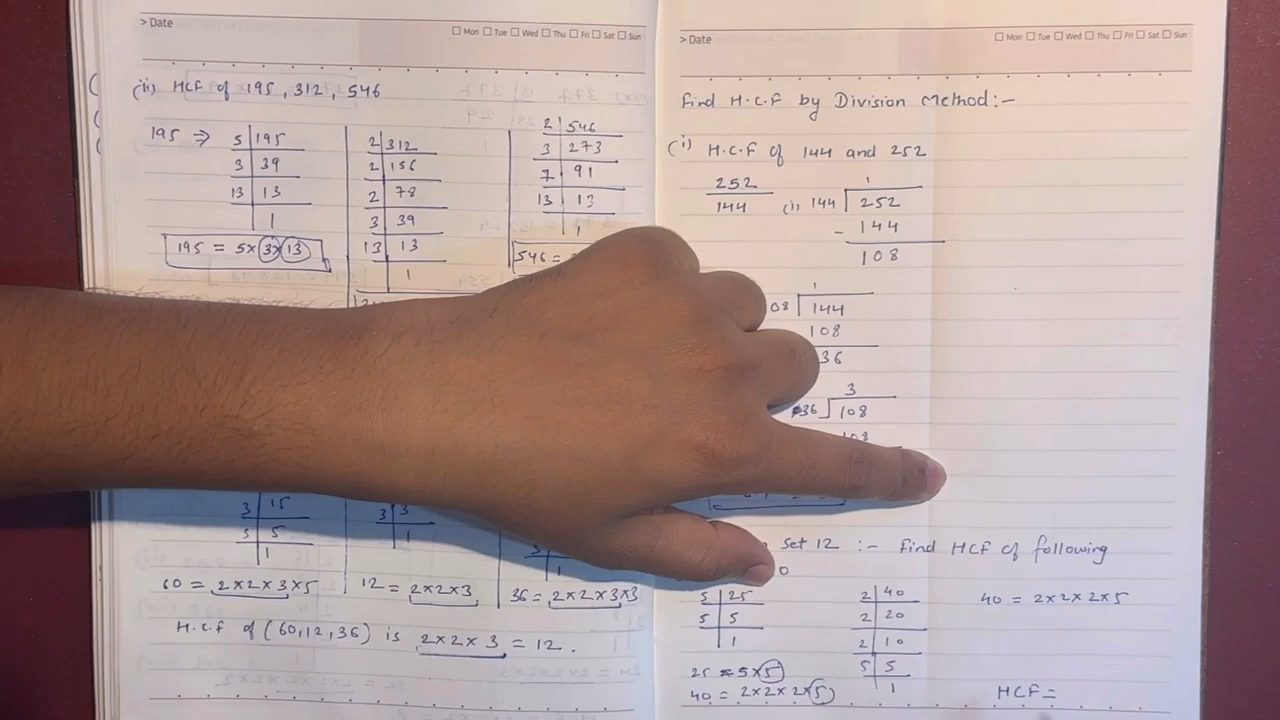 > Date
Mon Tue Wed Thu Fri Sat Sun
(ii) HCF of 195, 312, 546
195 ⇒ 5 | 195
3 | 39
13 | 13
1
195 = 5×3×13
2 | 312
2 | 156
2 | 78
3 | 39
13 | 13
1
2 | 546
3 | 273
7 | 91
13 | 13
1
546 =
3 | 15
5 | 5
1
3 | 3
1
1
60 = 2×2×3×5
12 = 2×2×3
36 = 2×2×3×3
H.c.f of (60,12,36) is 2×2×3 = 12.
> Date
Mon Tue Wed Thu Fri Sat Sun
Find H.C.F by Division Method:-
(i) H.C.F of 144 and 252
252
144
(i) 144 252
1
- 144
108
1
08 144
108
36
3
36 108
108
set 12 :- Find HCF of following
0
5 | 25
5 | 5
1
2 | 40
2 | 20
2 | 10
5 | 5
1
40 = 2×2×2×5
25 = 5×5
40 = 2×2×2×5
HCF =